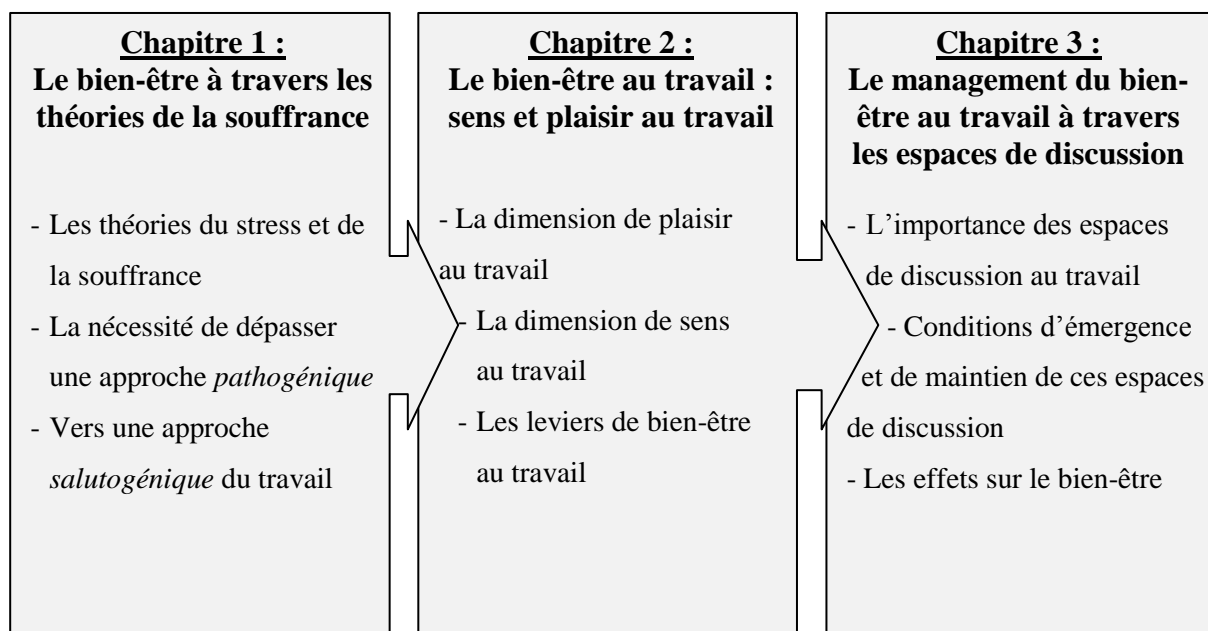 Chapitre 1 :
Le bien-être à travers les
théories de la souffrance
- Les théories du stress et de
la souffrance
- La nécessité de dépasser
une approche pathogénique
- Vers une approche
salutogénique du travail
Chapitre 2 :
Le bien-être au travail :
sens et plaisir au travail
- La dimension de plaisir
au travail
- La dimension de sens
au travail
- Les leviers de bien-être
au travail
Chapitre 3 :
Le management du bien-
être au travail à travers
les espaces de discussion
- L’importance des espaces
de discussion au travail
- Conditions d’émergence
et de maintien de ces espaces
de discussion
- Les effets sur le bien-être